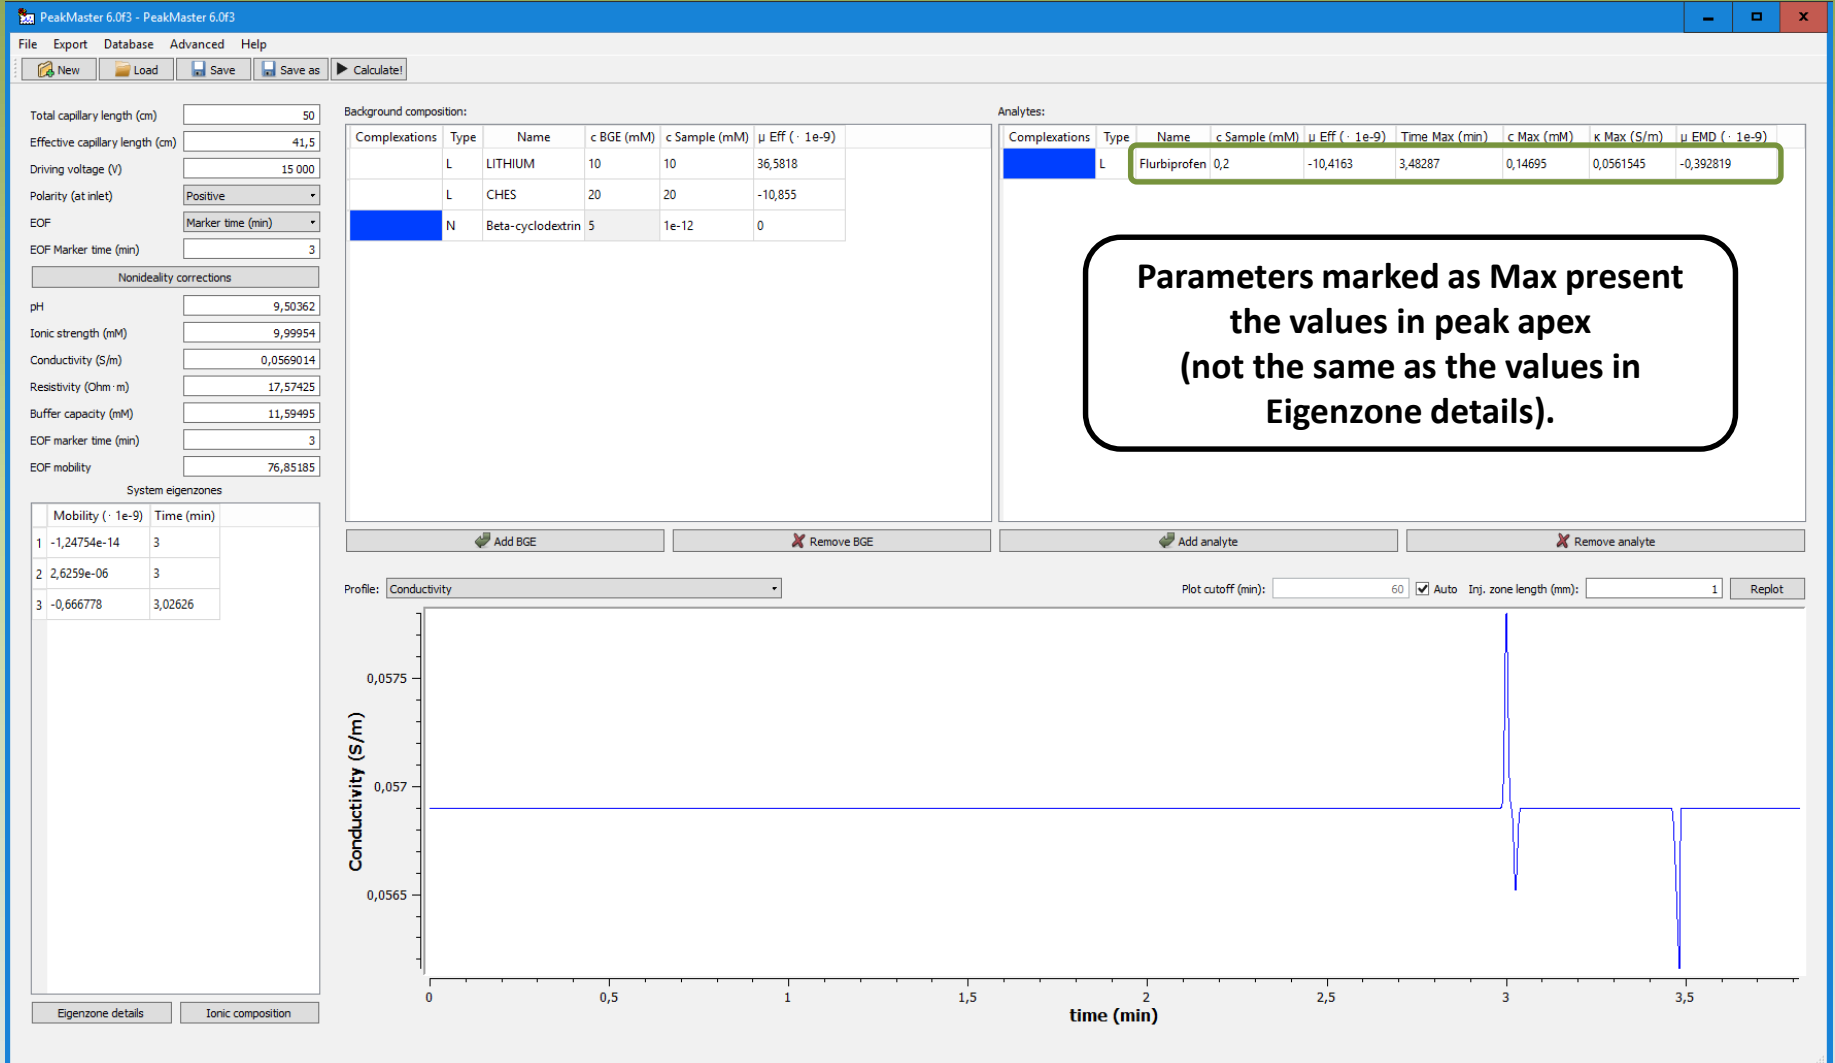 PeakMaster 6.0f3 - PeakMaster 6.0f3
File Export Database Advanced Help
New Load Save Save as Calculate!
Total capillary length (cm) 50
Effective capillary length (cm) 41,5
Driving voltage (V) 15 000
Polarity (at inlet) Positive
EOF Marker time (min)
EOF Marker time (min) 3
Nonideality corrections
pH 9,50362
Ionic strength (mM) 9,99954
Conductivity (S/m) 0,0569014
Resistivity (Ohm·m) 17,57425
Buffer capacity (mM) 11,59495
EOF marker time (min) 3
EOF mobility 76,85185
System eigenzones
Mobility (· 1e-9) Time (min)
1 -1,24754e-14 3
2 2,6259e-06 3
3 -0,666778 3,02626
Eigenzone details Ionic composition
Background composition:
Complexations Type Name c BGE (mM) c Sample (mM) μ Eff (· 1e-9)
L LITHIUM 10 10 36,5818
L CHES 20 20 -10,855
N Beta-cyclodextrin 5 1e-12 0
Add BGE Remove BGE
Analytes:
Complexations Type Name c Sample (mM) μ Eff (· 1e-9) Time Max (min) c Max (mM) κ Max (S/m) μ EMD (· 1e-9)
L Flurbiprofen 0,2 -10,4163 3,48287 0,14695 0,0561545 -0,392819
Parameters marked as Max present
the values in peak apex
(not the same as the values in
Eigenzone details).
Add analyte Remove analyte
Profile: Conductivity Plot cutoff (min): 60 Auto Inj. zone length (mm): 1 Replot
Conductivity (S/m)
0,0575
0,057
0,0565
0 0,5 1 1,5 2 2,5 3 3,5
time (min)